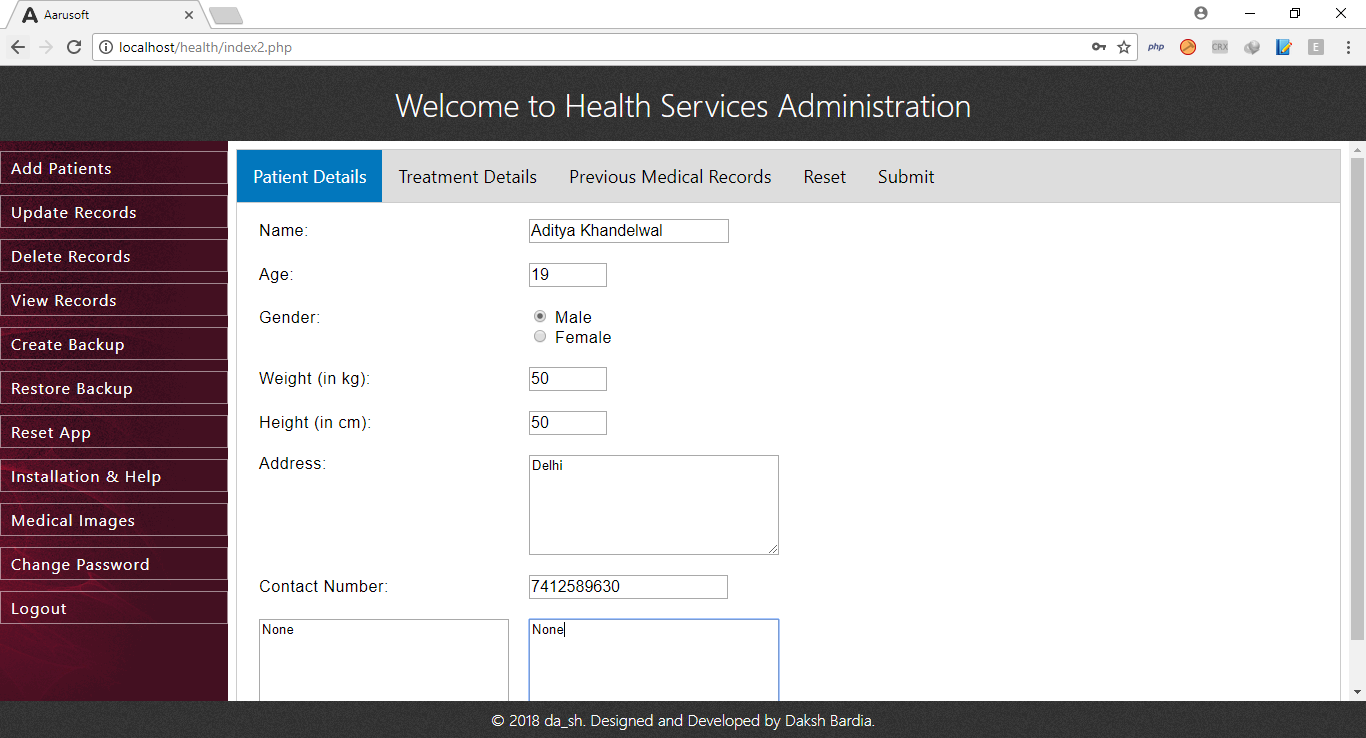 Aarusoft
localhost/health/index2.php
php
CRX
E
Welcome to Health Services Administration
Add Patients
Update Records
Delete Records
View Records
Create Backup
Restore Backup
Reset App
Installation & Help
Medical Images
Change Password
Logout
Patient Details Treatment Details Previous Medical Records Reset Submit
Name: Aditya Khandelwal
Age: 19
Gender: Male
Female
Weight (in kg): 50
Height (in cm): 50
Address: Delhi
Contact Number: 7412589630
None None
© 2018 da_sh. Designed and Developed by Daksh Bardia.